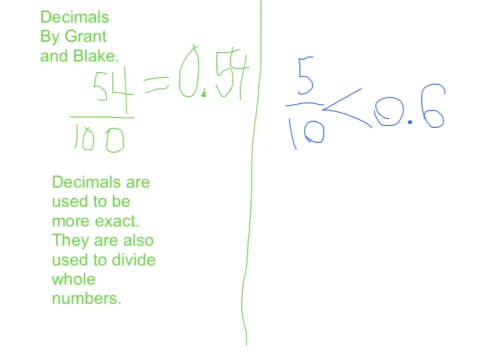 Decimals
By Grant
and Blake.
54/100 = 0.54
Decimals are
used to be
more exact.
They are also
used to divide
whole
numbers.
5/10 < 0.6